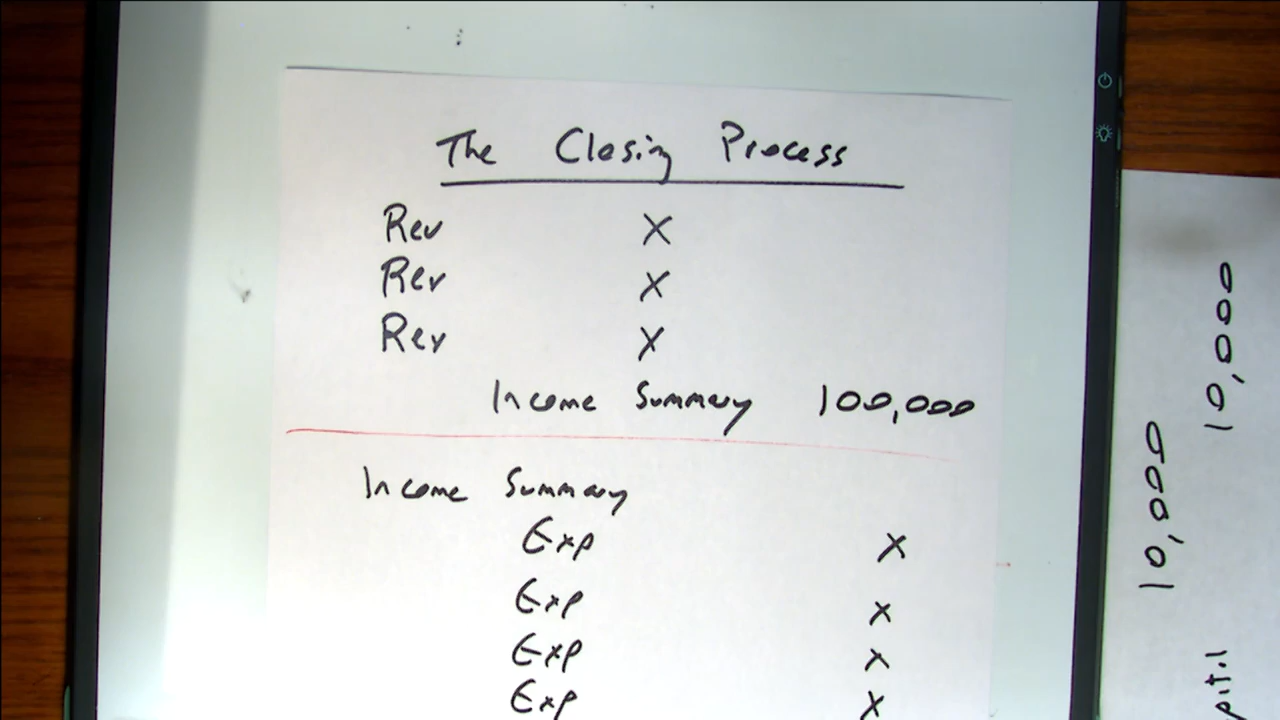 The Closing Process
Rev X
Rev X
Rev X
Income Summary 100,000
Income Summary
Exp X
Exp X
Exp X
Exp X
10,000
10,000